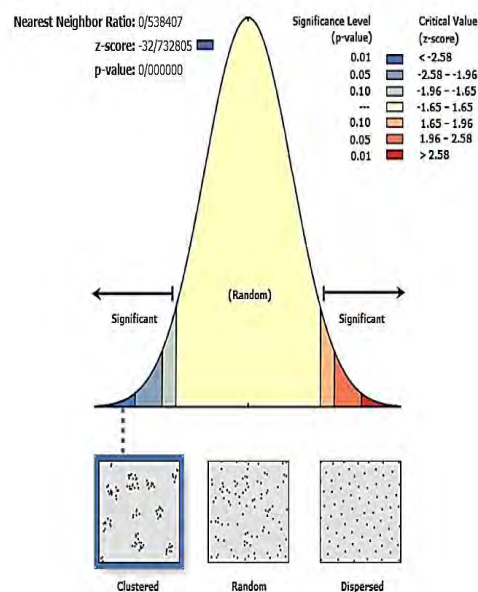 Nearest Neighbor Ratio: 0/538407
z-score: -32/732805
p-value: 0/000000
Significance Level
(p-value)
Critical Value
(z-score)
0.01 < -2.58
0.05 -2.58 – -1.96
0.10 -1.96 – -1.65
--- -1.65 – 1.65
0.10 1.65 – 1.96
0.05 1.96 – 2.58
0.01 > 2.58
(Random)
Significant Significant
Clustered Random Dispersed